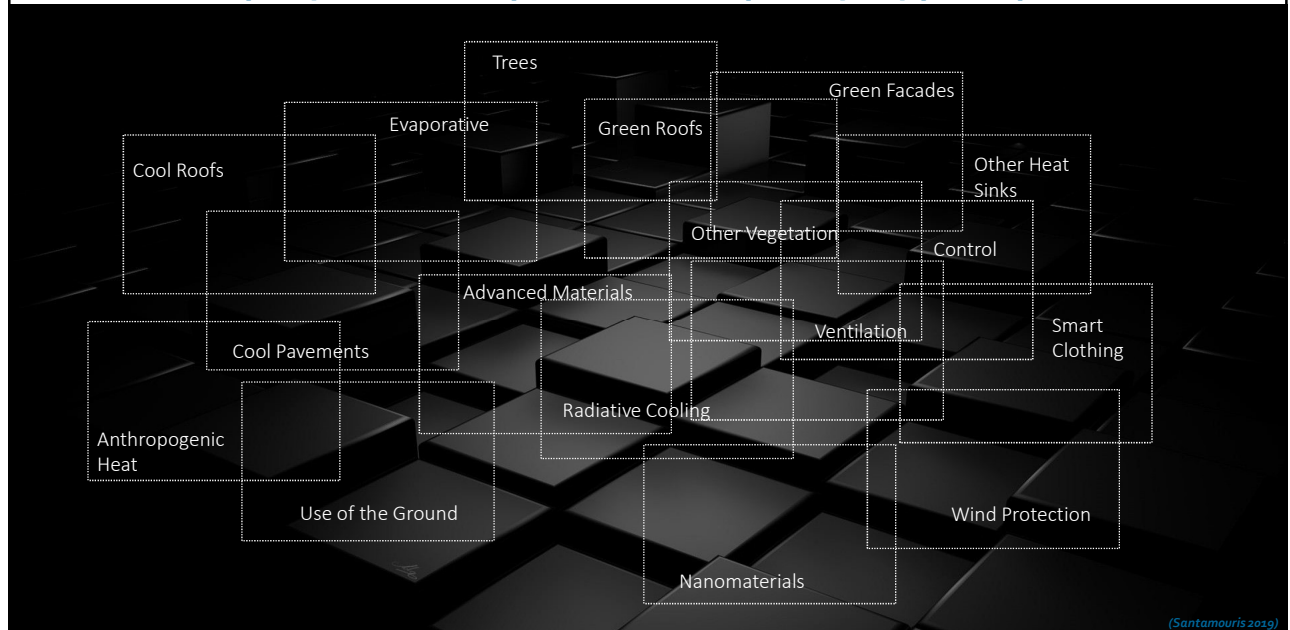 Trees
Green Facades
Evaporative
Green Roofs
Cool Roofs
Other Heat
Sinks
Other Vegetation
Control
Advanced Materials
Ventilation
Smart
Clothing
Cool Pavements
Radiative Cooling
Anthropogenic
Heat
Use of the Ground
Wind Protection
Nanomaterials
(Santamouris 2019)